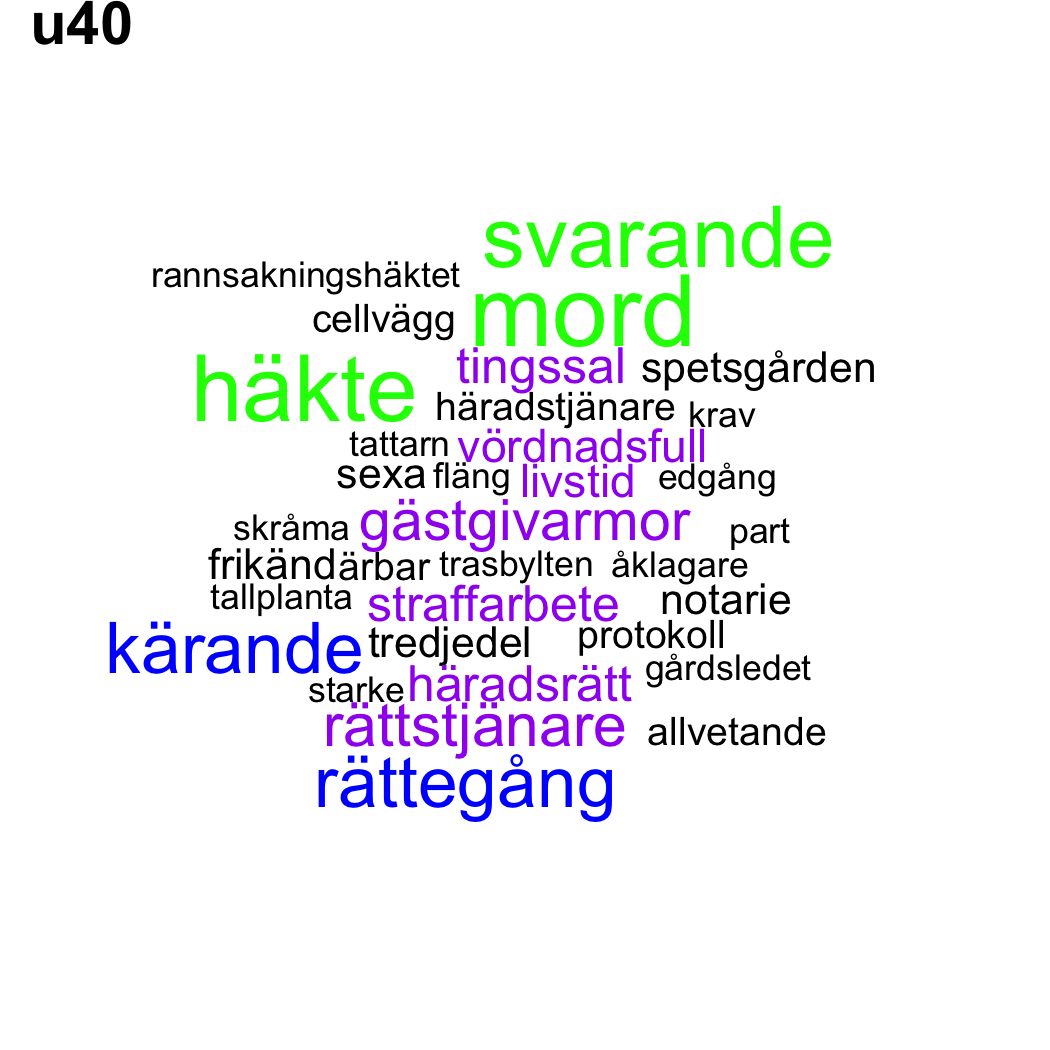 u40
svarande
rannsakningshäktet
mord
cellvägg
tingssal spetsgården
häkte
häradstjänare krav
tattarn vördnadsfull
sexa fläng livstid edgång
skråma gästgivarmor part
frikänd ärbar trasbylten åklagare
tallplanta straffarbete notarie
kärande tredjedel protokoll
starke häradsrätt gårdsledet
rättstjänare allvetande
rättegång